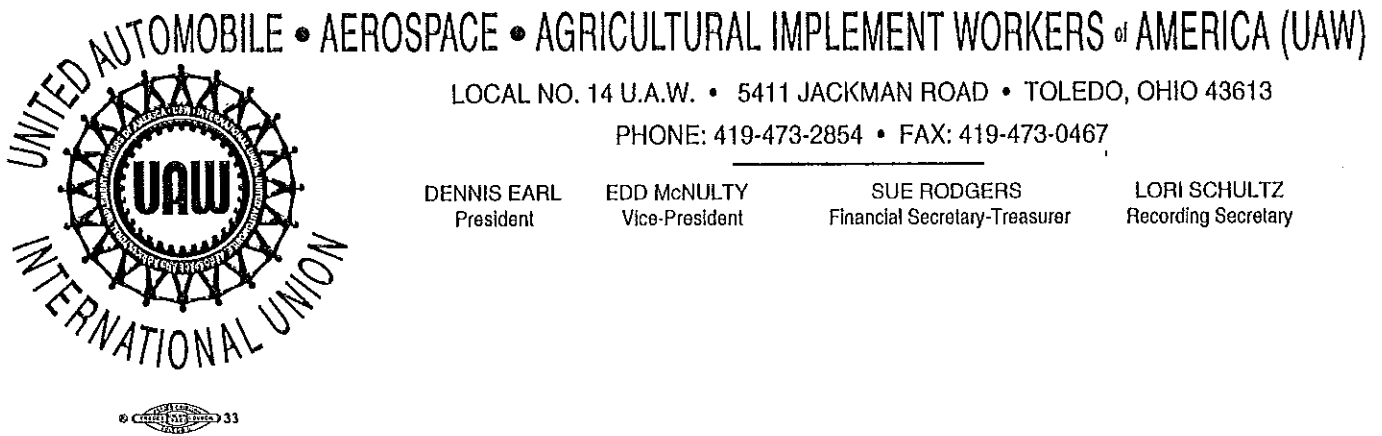 UNITED AUTOMOBILE • AEROSPACE • AGRICULTURAL IMPLEMENT WORKERS of AMERICA (UAW)
INTERNATIONAL UNION
UAW
LOCAL NO. 14 U.A.W. • 5411 JACKMAN ROAD • TOLEDO, OHIO 43613
PHONE: 419-473-2854 • FAX: 419-473-0467
DENNIS EARL EDD McNULTY SUE RODGERS LORI SCHULTZ
President Vice-President Financial Secretary-Treasurer Recording Secretary
33